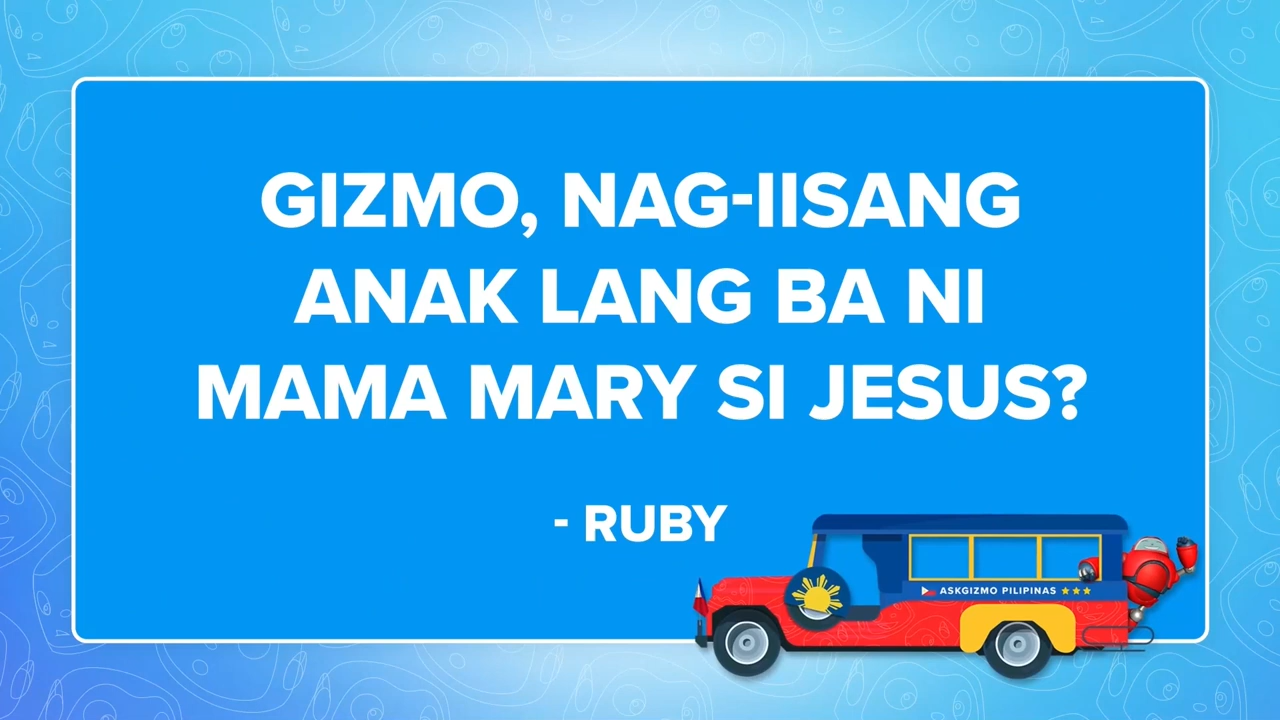 GIZMO, NAG-IISANG
ANAK LANG BA NI
MAMA MARY SI JESUS?
- RUBY
ASKGIZMO PILIPINAS